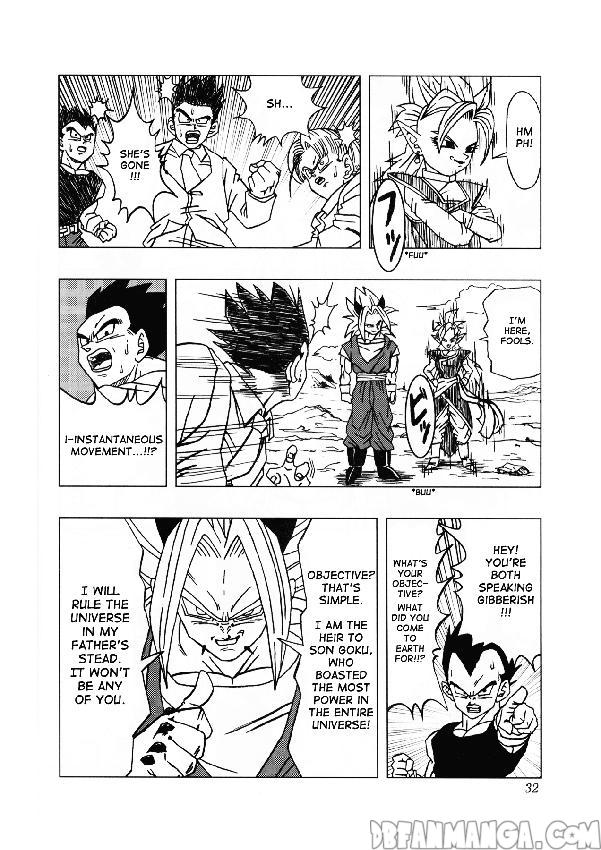 HM
PH!
フッ
*FUU*
SH...
SHE'S
GONE
!!!
I'M
HERE,
FOOLS.
ビッ
*BUU*
I-INSTANTANEOUS
MOVEMENT...!!?
HEY!
YOU'RE
BOTH
SPEAKING
GIBBERISH
!!!
WHAT'S
YOUR
OBJEC-
TIVE?
WHAT
DID YOU
COME
TO
EARTH
FOR!!?
OBJECTIVE?
THAT'S
SIMPLE.
I AM THE
HEIR TO
SON GOKU,
WHO
BOASTED
THE MOST
POWER IN
THE ENTIRE
UNIVERSE!
I WILL
RULE THE
UNIVERSE
IN MY
FATHER'S
STEAD.
IT WON'T
BE ANY
OF YOU.
32
DBFANMANGA.COM